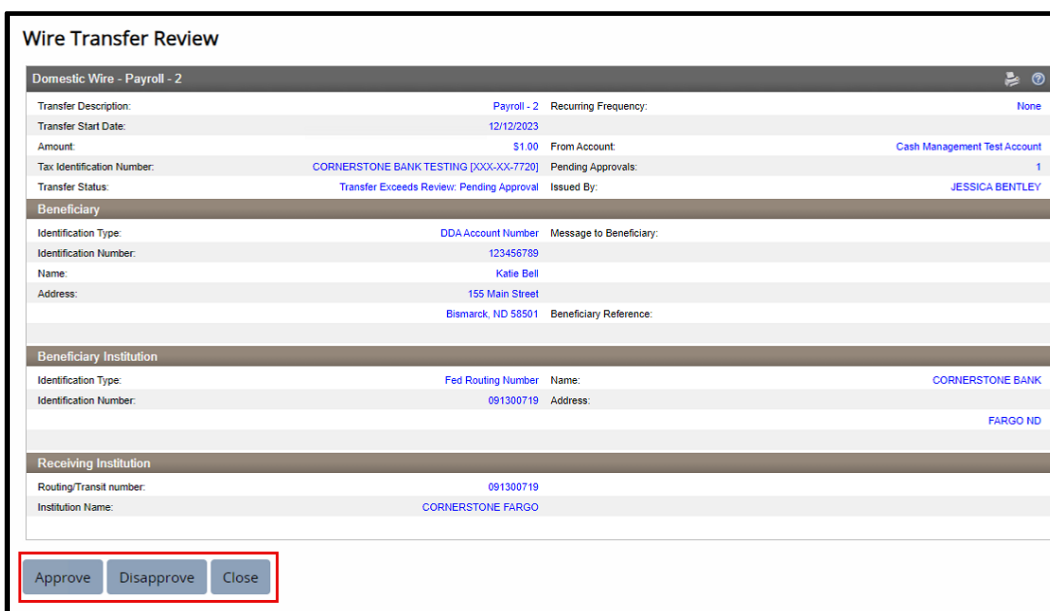 Wire Transfer Review
Domestic Wire - Payroll - 2
Transfer Description: Payroll - 2 Recurring Frequency: None
Transfer Start Date: 12/12/2023
Amount: $1.00 From Account: Cash Management Test Account
Tax Identification Number: CORNERSTONE BANK TESTING [XXX-XX-7720] Pending Approvals: 1
Transfer Status: Transfer Exceeds Review: Pending Approval Issued By: JESSICA BENTLEY
Beneficiary
Identification Type: DDA Account Number Message to Beneficiary:
Identification Number: 123456789
Name: Katie Bell
Address: 155 Main Street
Bismarck, ND 58501 Beneficiary Reference:
Beneficiary Institution
Identification Type: Fed Routing Number Name: CORNERSTONE BANK
Identification Number: 091300719 Address:
FARGO ND
Receiving Institution
Routing/Transit number: 091300719
Institution Name: CORNERSTONE FARGO
Approve Disapprove Close